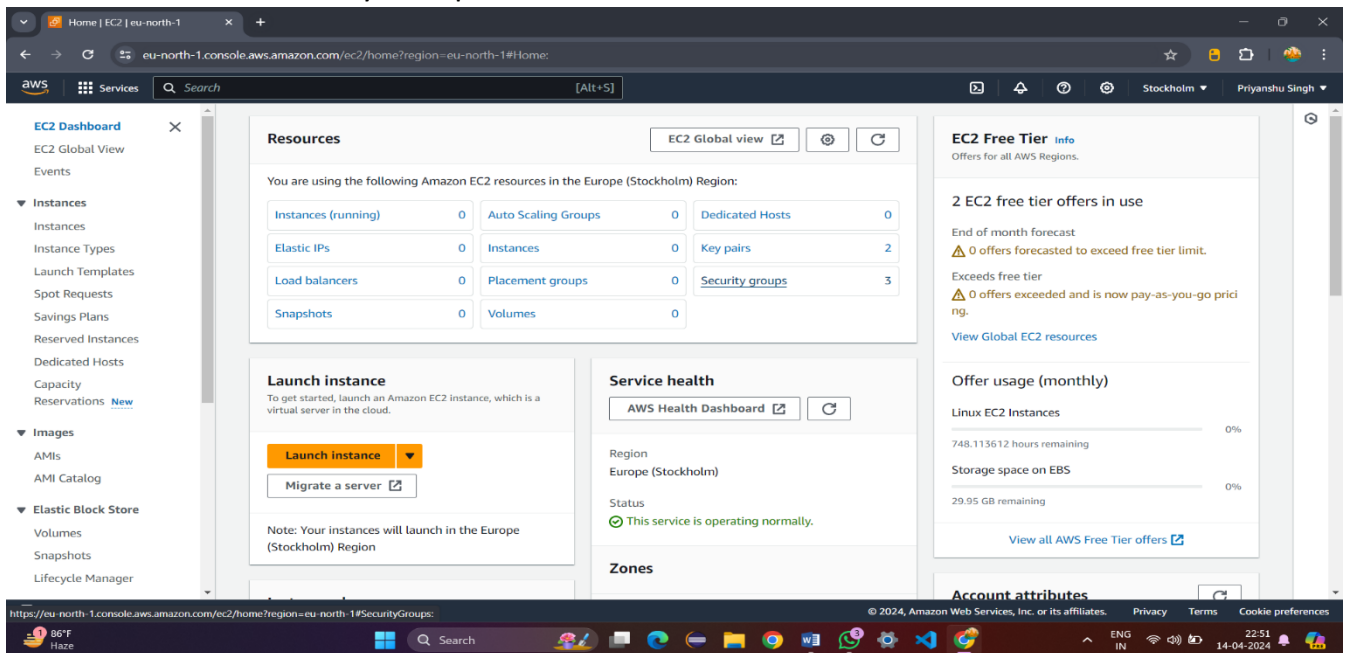 Home | EC2 | eu-north-1
eu-north-1.console.aws.amazon.com/ec2/home?region=eu-north-1#Home:
aws
Services
Search
[Alt+S]
Stockholm
Priyanshu Singh
EC2 Dashboard
EC2 Global View
Events
Instances
Instances
Instance Types
Launch Templates
Spot Requests
Savings Plans
Reserved Instances
Dedicated Hosts
Capacity
Reservations New
Images
AMIs
AMI Catalog
Elastic Block Store
Volumes
Snapshots
Lifecycle Manager
Resources
EC2 Global view
You are using the following Amazon EC2 resources in the Europe (Stockholm) Region:
Instances (running) 0 Auto Scaling Groups 0 Dedicated Hosts 0
Elastic IPs 0 Instances 0 Key pairs 2
Load balancers 0 Placement groups 0 Security groups 3
Snapshots 0 Volumes 0
Launch instance
To get started, launch an Amazon EC2 instance, which is a
virtual server in the cloud.
Launch instance
Migrate a server
Note: Your instances will launch in the Europe
(Stockholm) Region
Service health
AWS Health Dashboard
Region
Europe (Stockholm)
Status
This service is operating normally.
Zones
EC2 Free Tier Info
Offers for all AWS Regions.
2 EC2 free tier offers in use
End of month forecast
0 offers forecasted to exceed free tier limit.
Exceeds free tier
0 offers exceeded and is now pay-as-you-go prici
ng.
View Global EC2 resources
Offer usage (monthly)
Linux EC2 Instances
0%
748.113612 hours remaining
Storage space on EBS
0%
29.95 GB remaining
View all AWS Free Tier offers
Account attributes
https://eu-north-1.console.aws.amazon.com/ec2/home?region=eu-north-1#SecurityGroups:
© 2024, Amazon Web Services, Inc. or its affiliates. Privacy Terms Cookie preferences
1
86°F
Haze
Search
3
ENG
IN
22:51
14-04-2024